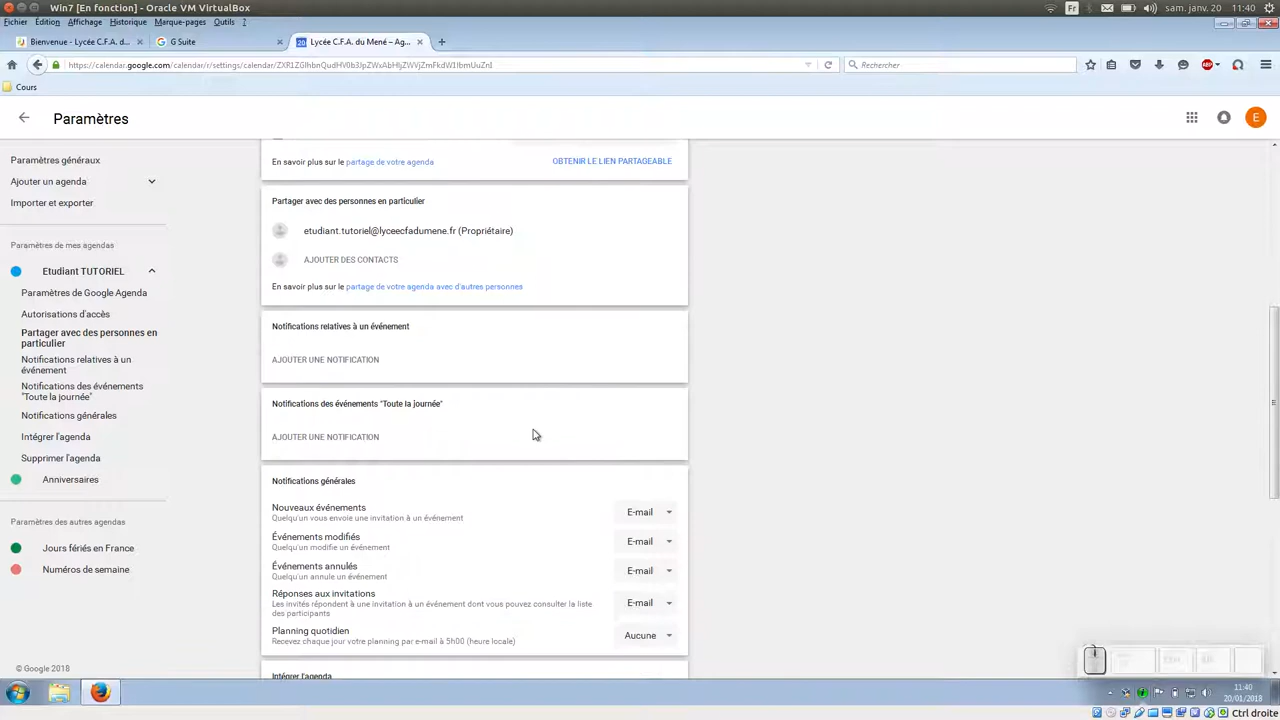 Win7 [En fonction] - Oracle VM VirtualBox
Fr
sam. janv. 20
11:40
Fichier Édition Affichage Historique Marque-pages Outils ?
Bienvenue - Lycée C.F.A. d...
G Suite
20 Lycée C.F.A. du Mené – Ag...
Rechercher
ABP
Cours
Paramètres
E
Paramètres généraux
Ajouter un agenda
Importer et exporter
Paramètres de mes agendas
Etudiant TUTORIEL
Paramètres de Google Agenda
Autorisations d'accès
Partager avec des personnes en
particulier
Notifications relatives à un
événement
Notifications des événements
"Toute la journée"
Notifications générales
Intégrer l'agenda
Supprimer l'agenda
Anniversaires
Paramètres des autres agendas
Jours fériés en France
Numéros de semaine
© Google 2018
En savoir plus sur le partage de votre agenda
OBTENIR LE LIEN PARTAGEABLE
Partager avec des personnes en particulier
etudiant.tutoriel@lyceecfadumene.fr (Propriétaire)
AJOUTER DES CONTACTS
En savoir plus sur le partage de votre agenda avec d'autres personnes
Notifications relatives à un événement
AJOUTER UNE NOTIFICATION
Notifications des événements "Toute la journée"
AJOUTER UNE NOTIFICATION
Notifications générales
Nouveaux événements
Quelqu'un vous envoie une invitation à un événement
E-mail
Événements modifiés
Quelqu'un modifie un événement
E-mail
Événements annulés
Quelqu'un annule un événement
E-mail
Réponses aux invitations
Les invités répondent à une invitation à un événement dont vous pouvez consulter la liste
des participants
E-mail
Planning quotidien
Recevez chaque jour votre planning par e-mail à 5h00 (heure locale)
Aucune
Intégrer l'agenda
11:40
20/01/2018
Ctrl droite